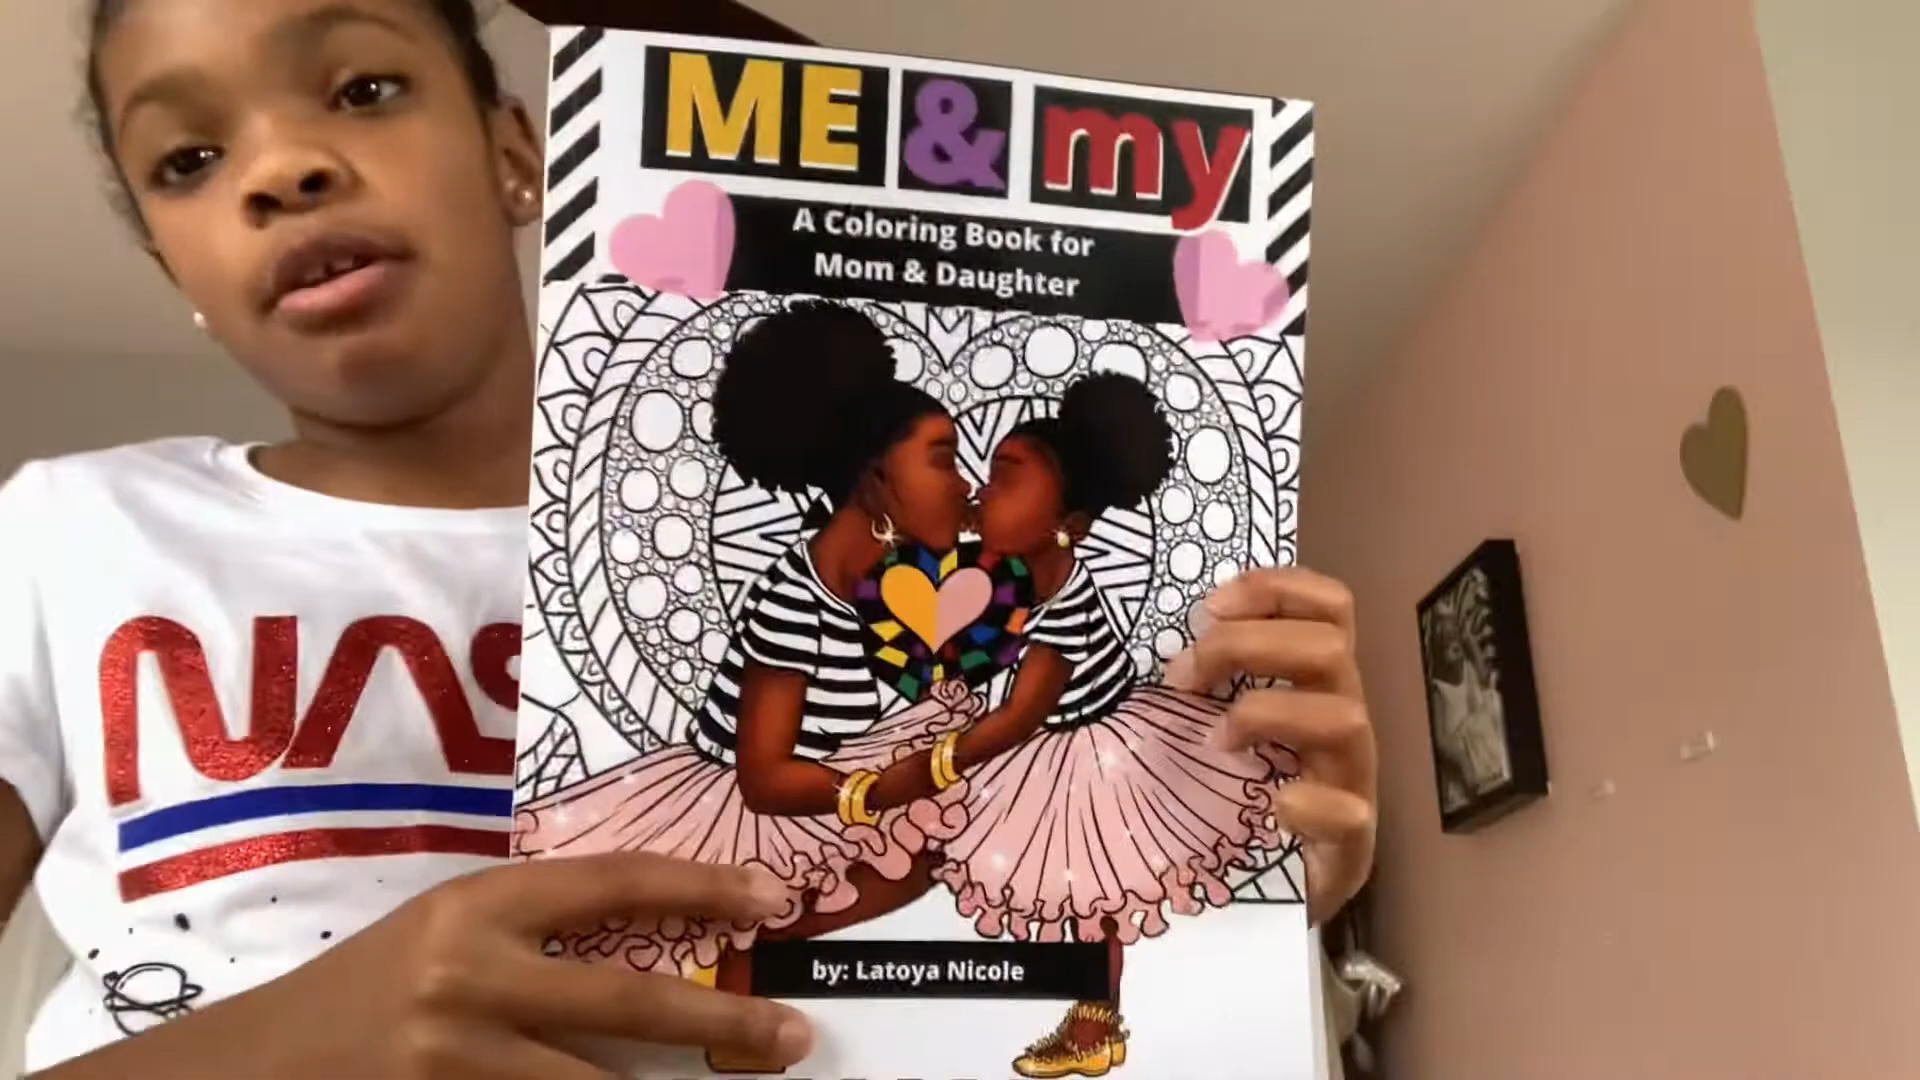 ME & my
A Coloring Book for
Mom & Daughter
NAS
by: Latoya Nicole